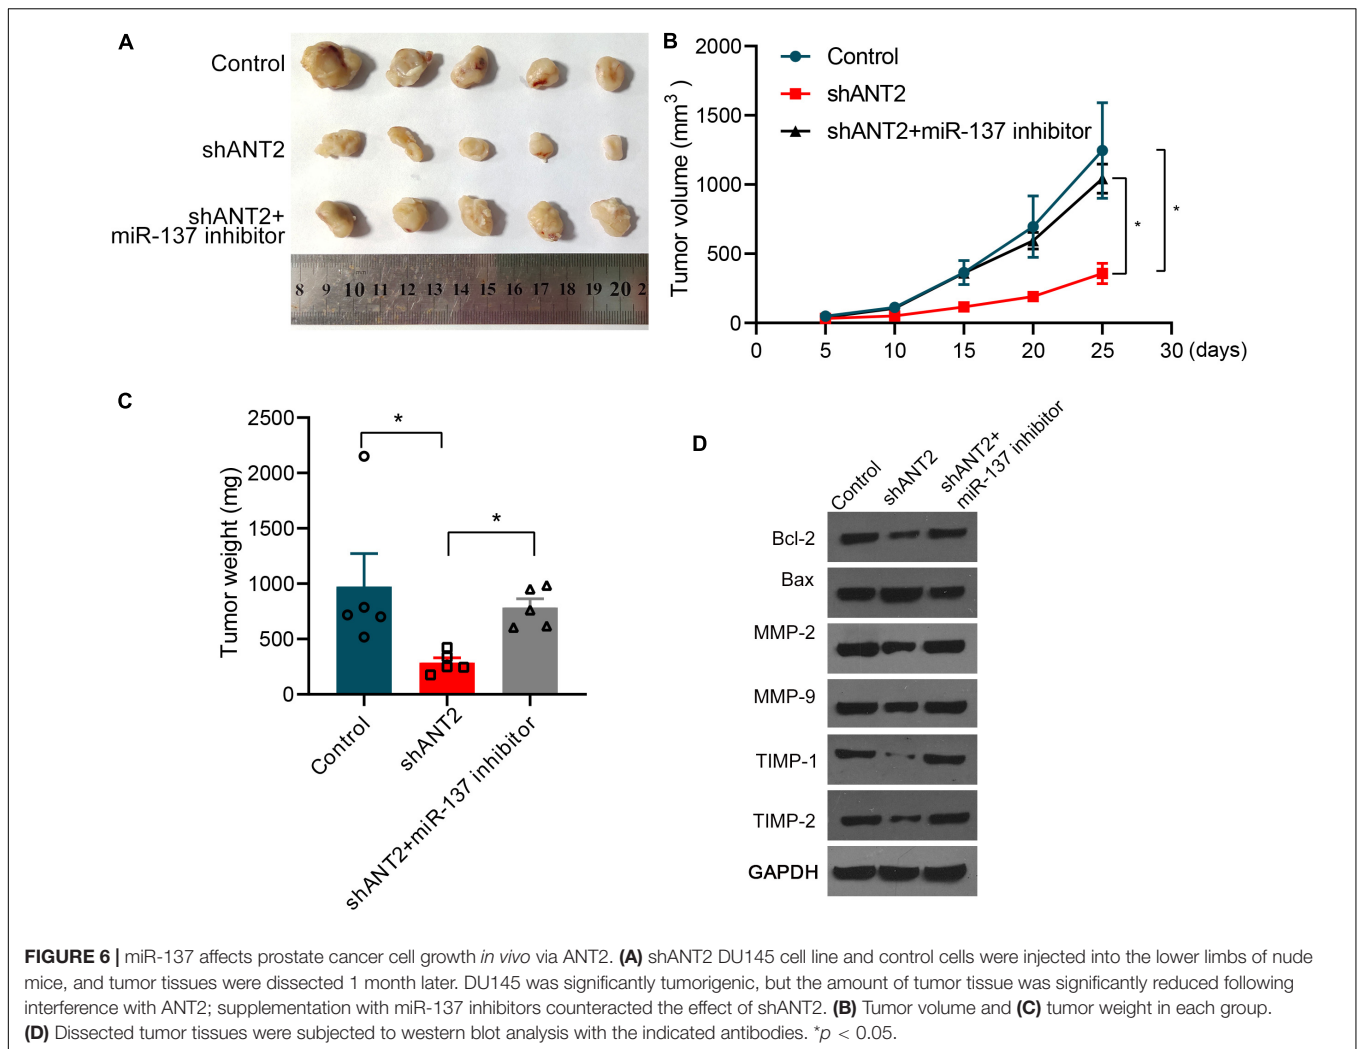 A
Control
shANT2
shANT2+
miR-137 inhibitor
mm
8 9 10 11 12 13 14 15 16 17 18 19 20 2
B
Tumor volume (mm³)
2000
1500
1000
500
0
Control
shANT2
shANT2+miR-137 inhibitor
*
*
0 5 10 15 20 25 30 (days)
C
Tumor weight (mg)
2500
2000
1500
1000
500
0
*
*
Control
shANT2
shANT2+miR-137 inhibitor
D
Control
shANT2
shANT2+
miR-137 inhibitor
Bcl-2
Bax
MMP-2
MMP-9
TIMP-1
TIMP-2
GAPDH
FIGURE 6 | miR-137 affects prostate cancer cell growth in vivo via ANT2. (A) shANT2 DU145 cell line and control cells were injected into the lower limbs of nude
mice, and tumor tissues were dissected 1 month later. DU145 was significantly tumorigenic, but the amount of tumor tissue was significantly reduced following
interference with ANT2; supplementation with miR-137 inhibitors counteracted the effect of shANT2. (B) Tumor volume and (C) tumor weight in each group.
(D) Dissected tumor tissues were subjected to western blot analysis with the indicated antibodies. *p < 0.05.